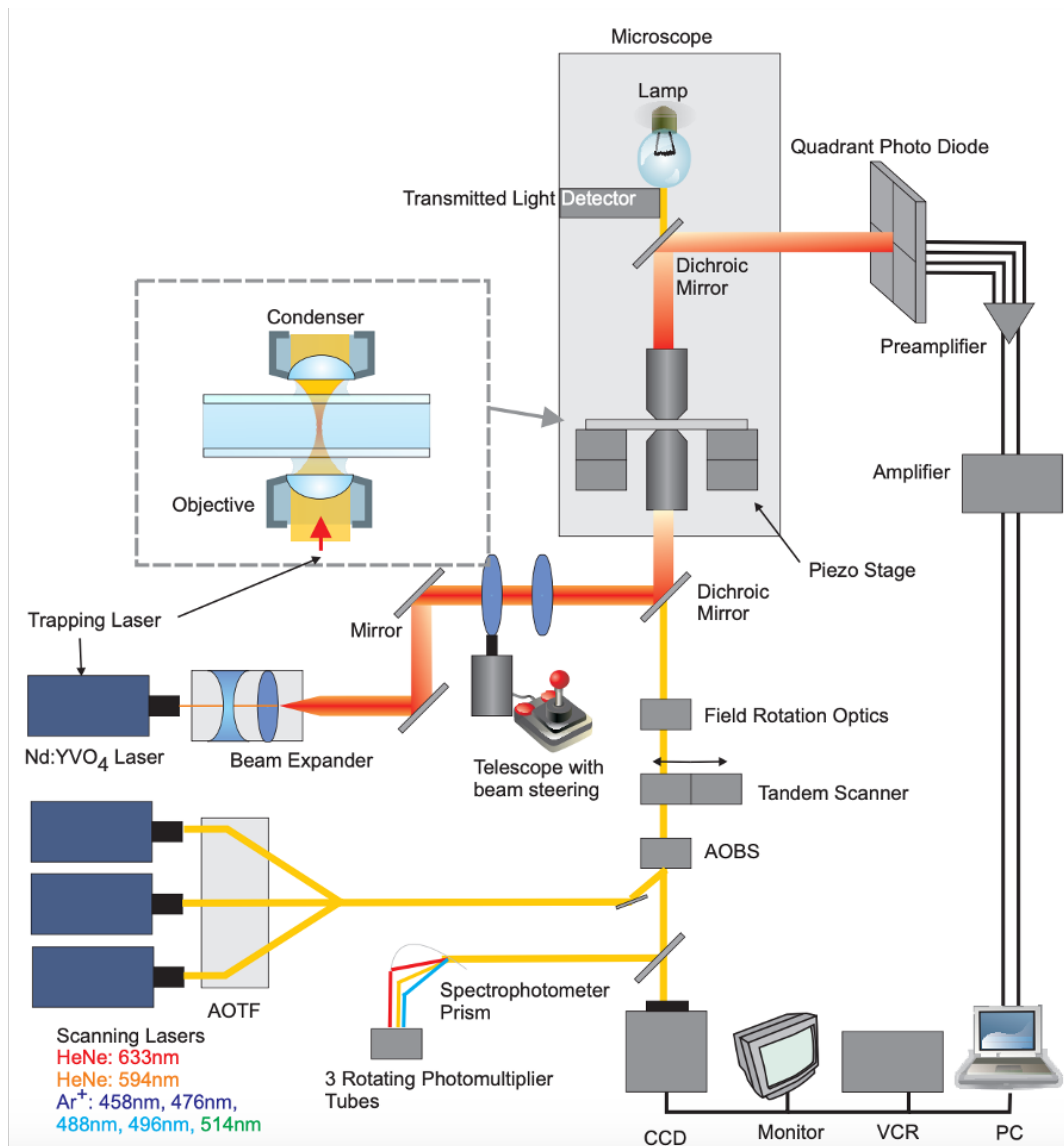 Microscope
Lamp
Quadrant Photo Diode
Transmitted Light Detector
Dichroic
Mirror
Condenser
Preamplifier
Amplifier
Objective
Piezo Stage
Trapping Laser
Mirror
Dichroic
Mirror
Field Rotation Optics
Nd:YVO4 Laser
Beam Expander
Telescope with
beam steering
Tandem Scanner
AOBS
AOTF
Spectrophotometer
Prism
Scanning Lasers
HeNe: 633nm
HeNe: 594nm
Ar+: 458nm, 476nm,
488nm, 496nm, 514nm
3 Rotating Photomultiplier
Tubes
CCD
Monitor
VCR
PC